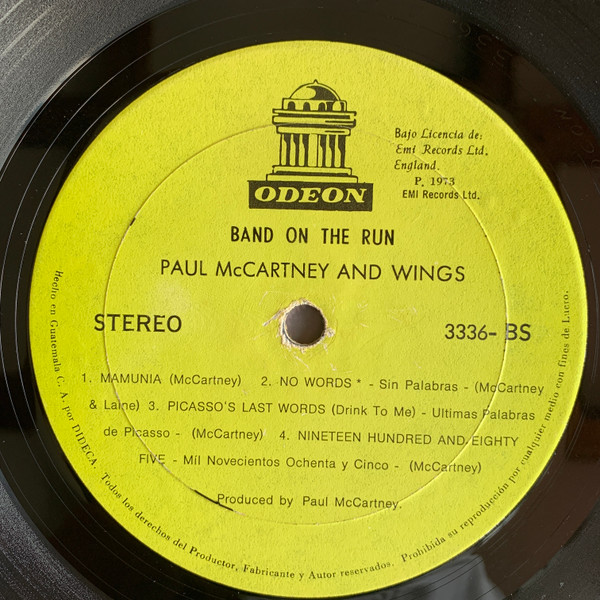 Bajo Licencia de:
Emi Records Ltd.
England.
P. 1973
EMI Records Ltd.
ODEON
BAND ON THE RUN
PAUL McCARTNEY AND WINGS
STEREO
3336- BS
1. MAMUNIA (McCartney) 2. NO WORDS * - Sin Palabras - (McCartney
& Laine) 3. PICASSO'S LAST WORDS (Drink To Me) - Ultimas Palabras
de Picasso - (McCartney) 4. NINETEEN HUNDRED AND EIGHTY
FIVE - Mil Novecientos Ochenta y Cinco - (McCartney)
Produced by Paul McCartney.
Hecho en Guatemala C. A. por DIDECA. Todos los derechos del Productor, Fabricante y Autor reservados. Prohibida su reproducción por cualquier medio con fines de Lucro.